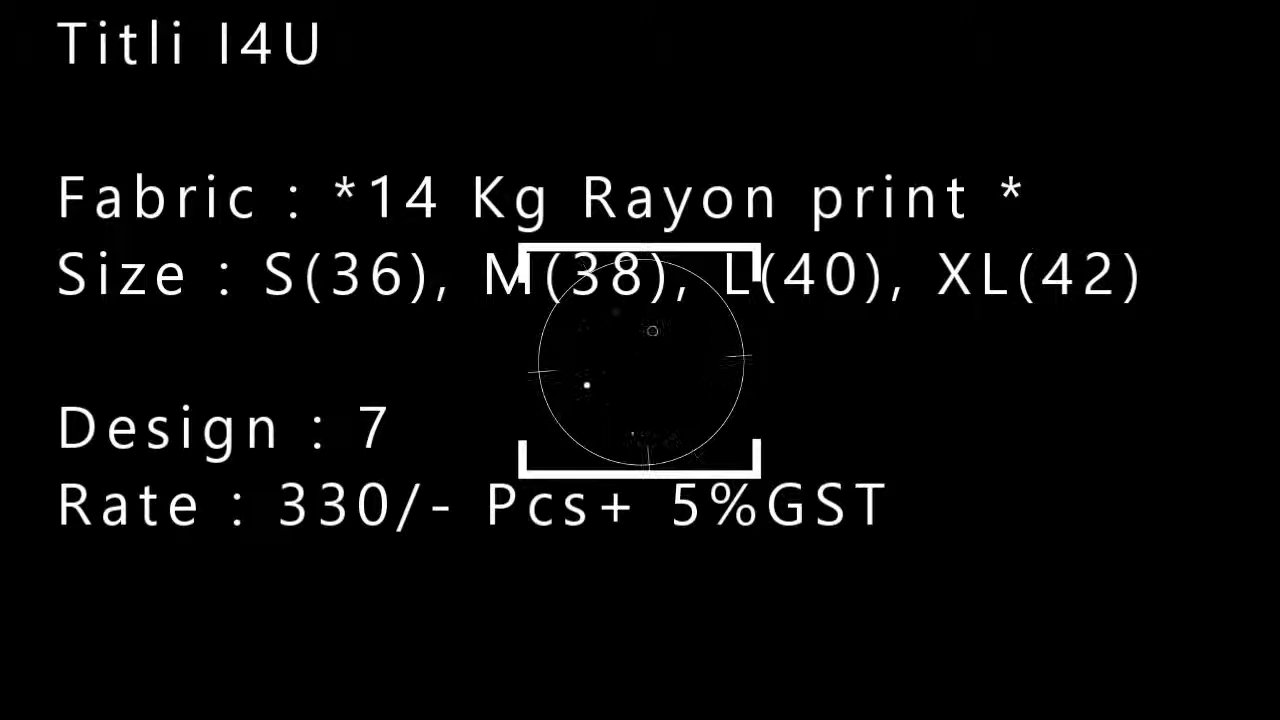 Titli I4U
Fabric : *14 Kg Rayon print *
Size : S(36), M(38), L(40), XL(42)
Design : 7
Rate : 330/- Pcs+ 5%GST